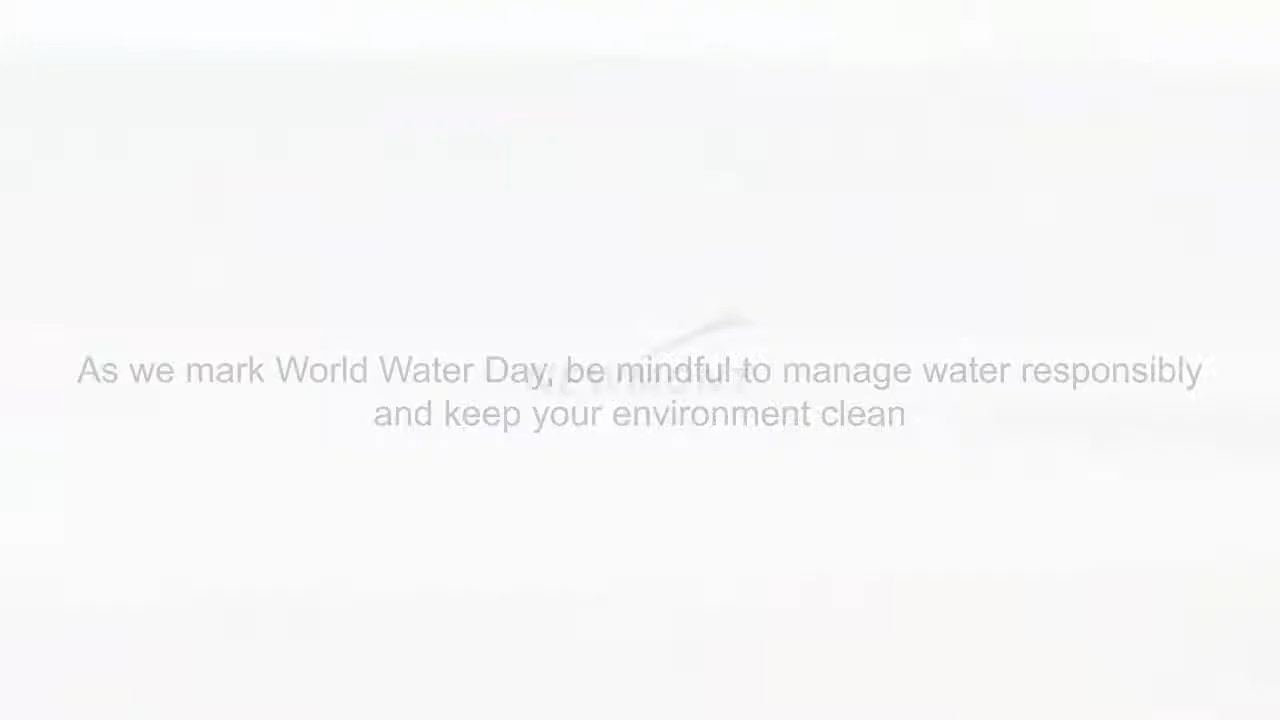 As we mark World Water Day, be mindful to manage water responsibly
and keep your environment clean